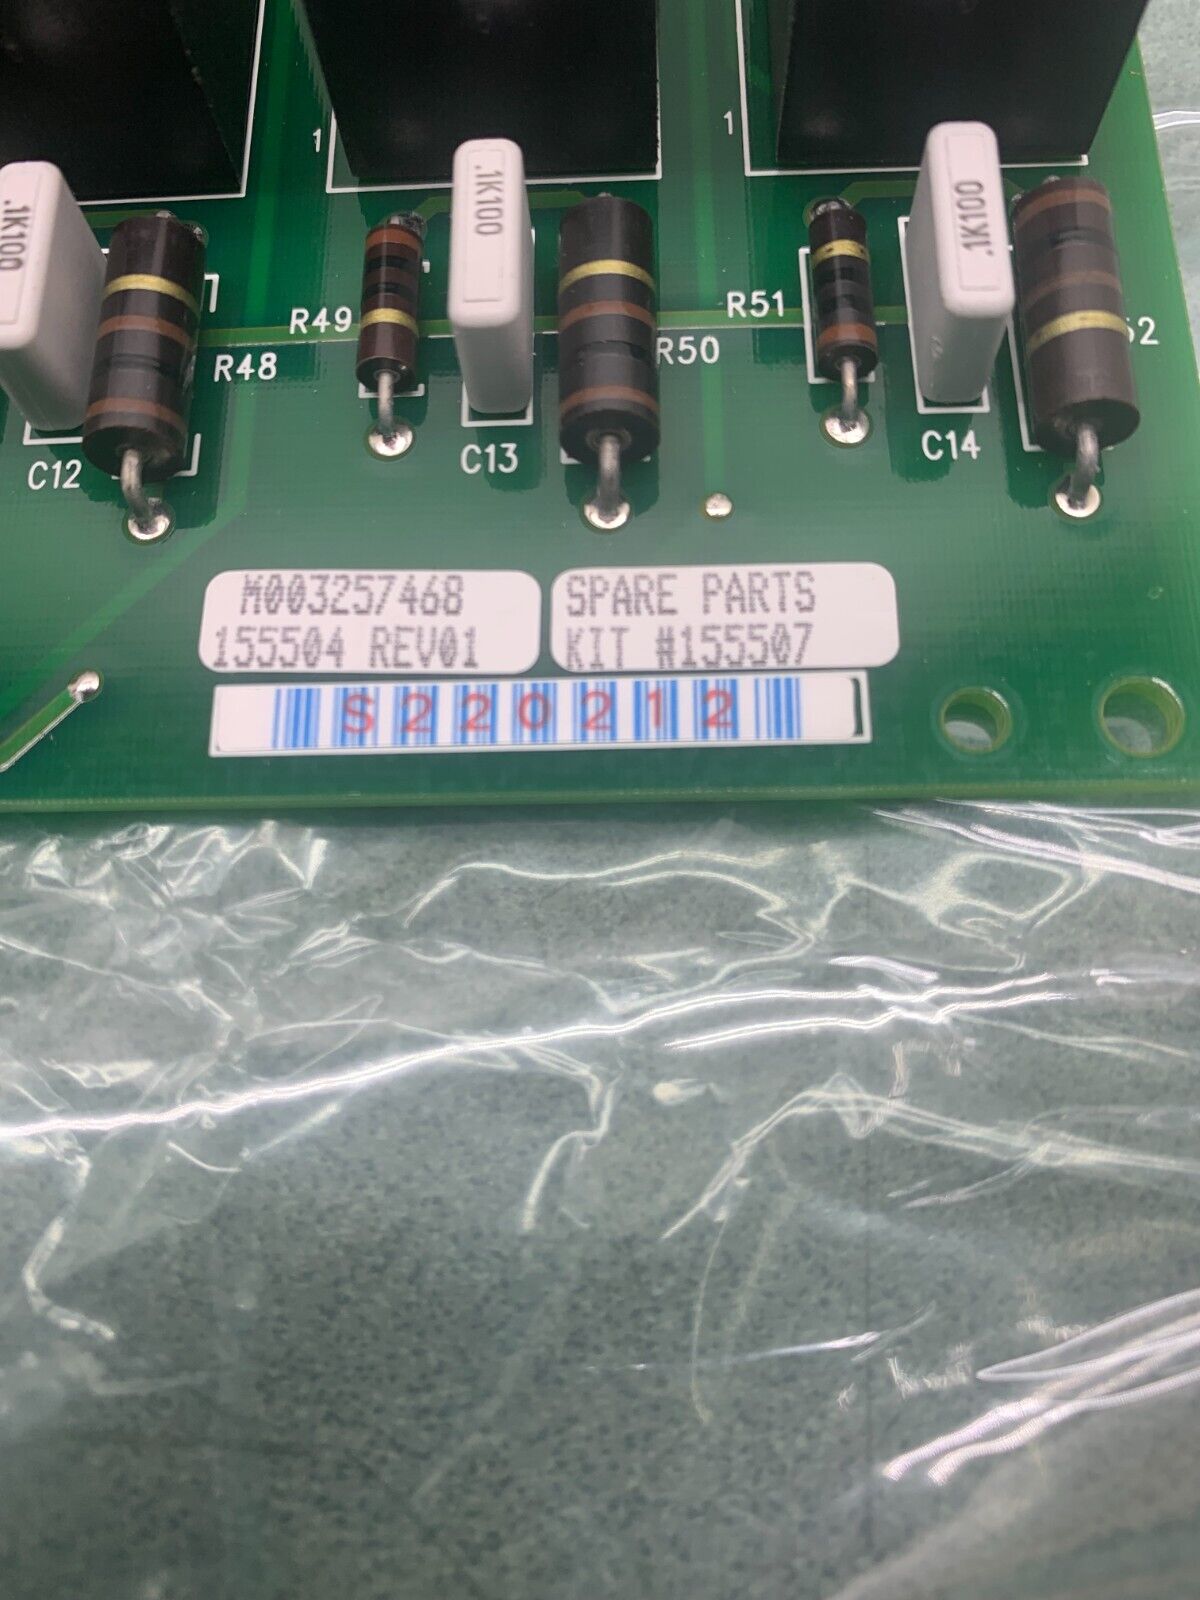 1
1
.1K100
.1K100
.1K100
R49
R51
R48
R50
52
C12
C13
C14
M003257468
155504 REV01
SPARE PARTS
KIT #155507
S220212